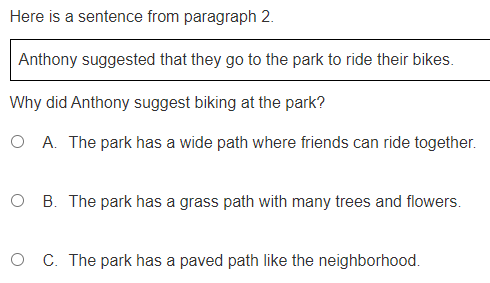 Here is a sentence from paragraph 2.
Anthony suggested that they go to the park to ride their bikes.
Why did Anthony suggest biking at the park?
A. The park has a wide path where friends can ride together.
B. The park has a grass path with many trees and flowers.
C. The park has a paved path like the neighborhood.